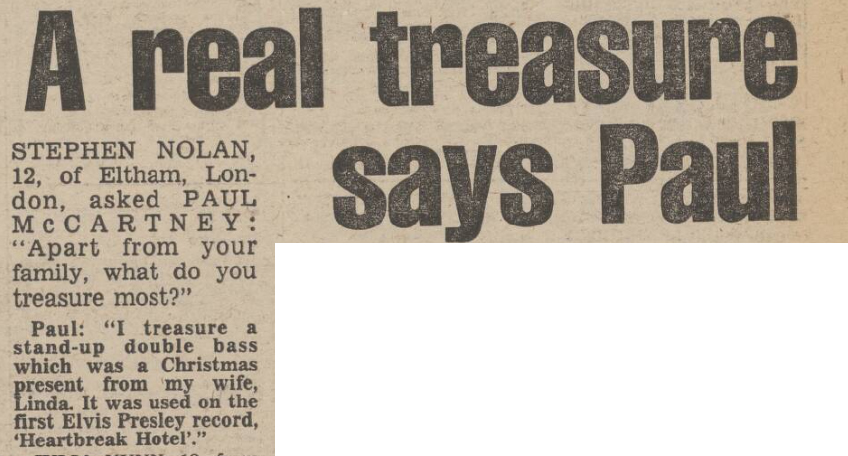 A real treasure
says Paul
STEPHEN NOLAN,
12, of Eltham, Lon-
don, asked PAUL
McCARTNEY:
“Apart from your
family, what do you
treasure most?”
Paul: “I treasure a
stand-up double bass
which was a Christmas
present from my wife,
Linda. It was used on the
first Elvis Presley record,
‘Heartbreak Hotel’.”